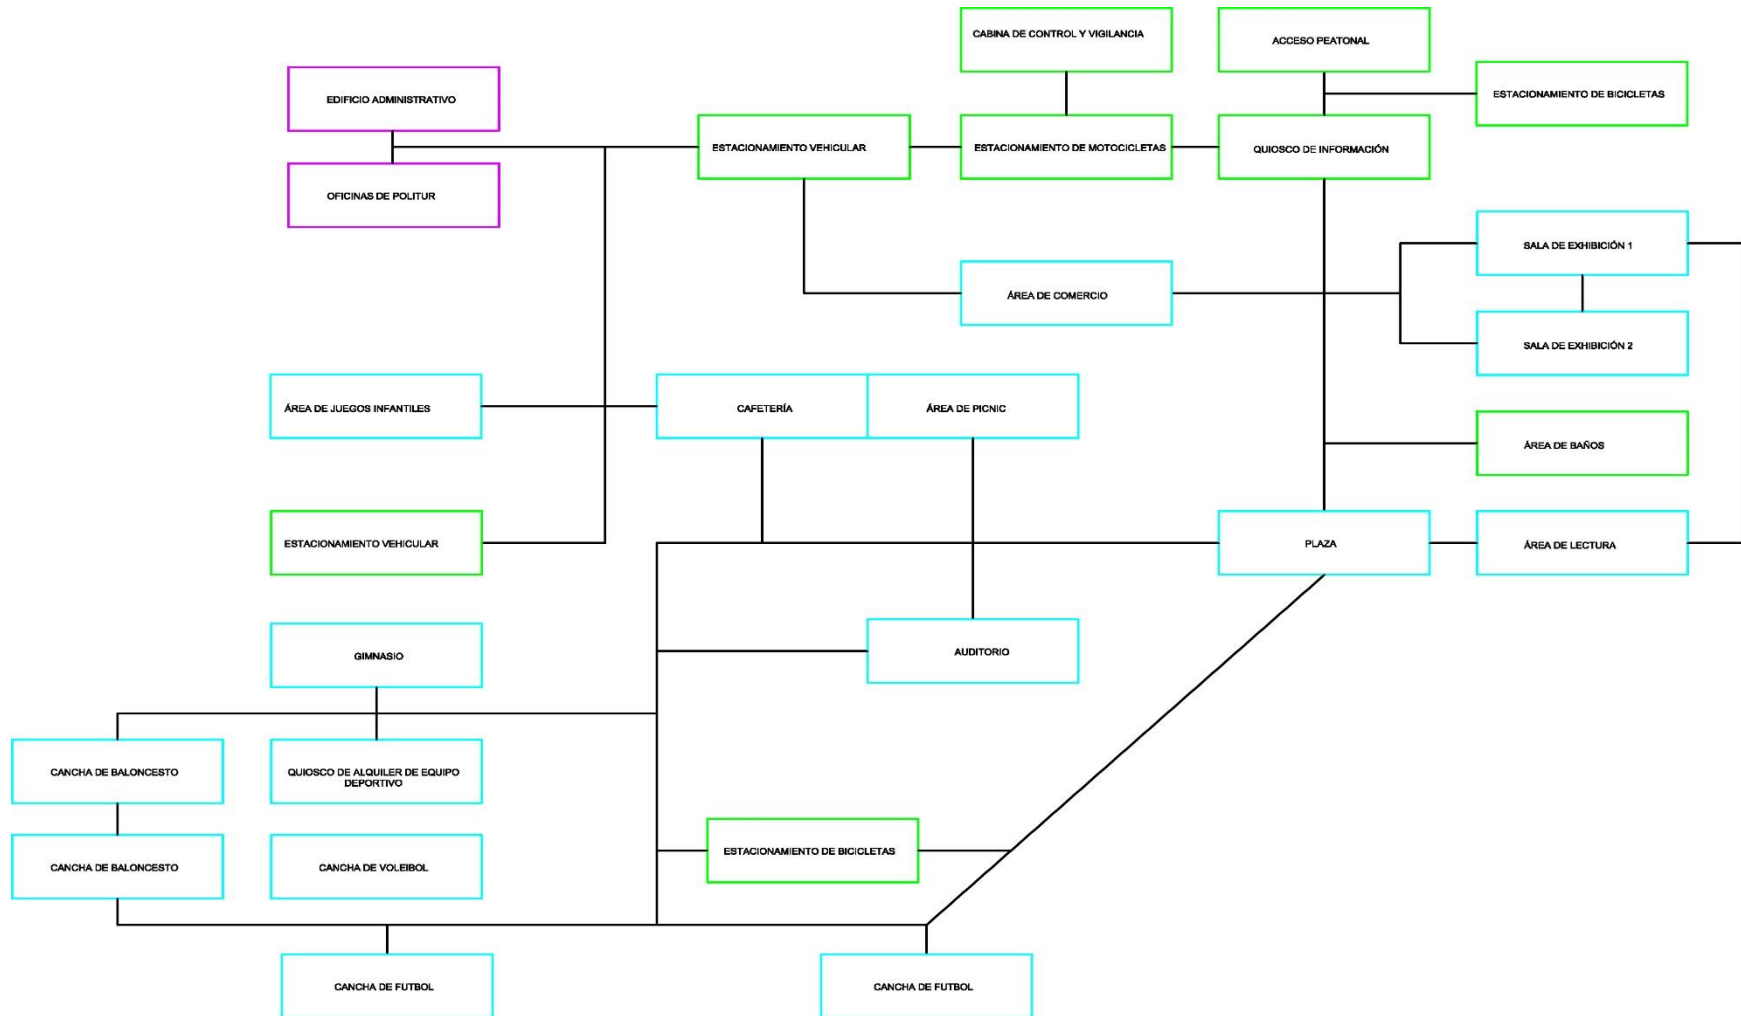 CABINA DE CONTROL Y VIGILANCIA
ACCESO PEATONAL
EDIFICIO ADMINISTRATIVO
ESTACIONAMIENTO DE BICICLETAS
ESTACIONAMIENTO VEHICULAR
ESTACIONAMIENTO DE MOTOCICLETAS
QUIOSCO DE INFORMACIÓN
OFICINAS DE POLITUR
SALA DE EXHIBICIÓN 1
ÁREA DE COMERCIO
SALA DE EXHIBICIÓN 2
ÁREA DE JUEGOS INFANTILES
CAFETERÍA
ÁREA DE PICNIC
ÁREA DE BAÑOS
ESTACIONAMIENTO VEHICULAR
PLAZA
ÁREA DE LECTURA
GIMNASIO
AUDITORIO
CANCHA DE BALONCESTO
QUIOSCO DE ALQUILER DE EQUIPO
DEPORTIVO
CANCHA DE BALONCESTO
CANCHA DE VOLEIBOL
ESTACIONAMIENTO DE BICICLETAS
CANCHA DE FUTBOL
CANCHA DE FUTBOL